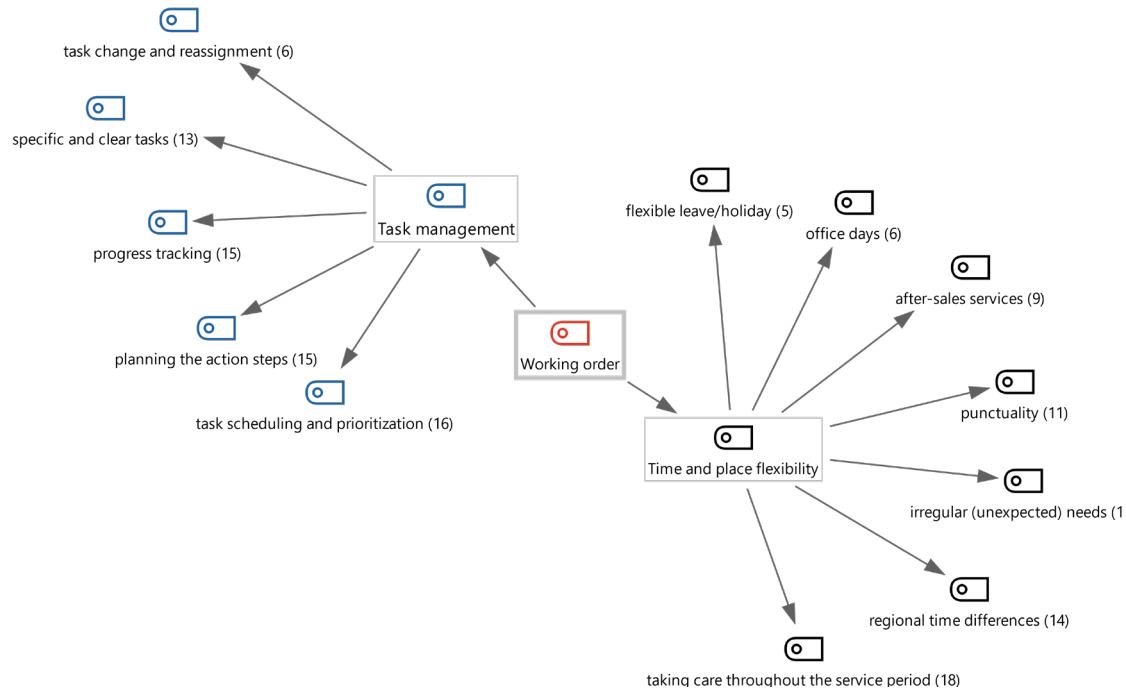 task change and reassignment (6)
specific and clear tasks (13)
progress tracking (15)
planning the action steps (15)
task scheduling and prioritization (16)
Task management
Working order
Time and place flexibility
flexible leave/holiday (5)
office days (6)
after-sales services (9)
punctuality (11)
irregular (unexpected) needs (1
regional time differences (14)
taking care throughout the service period (18)